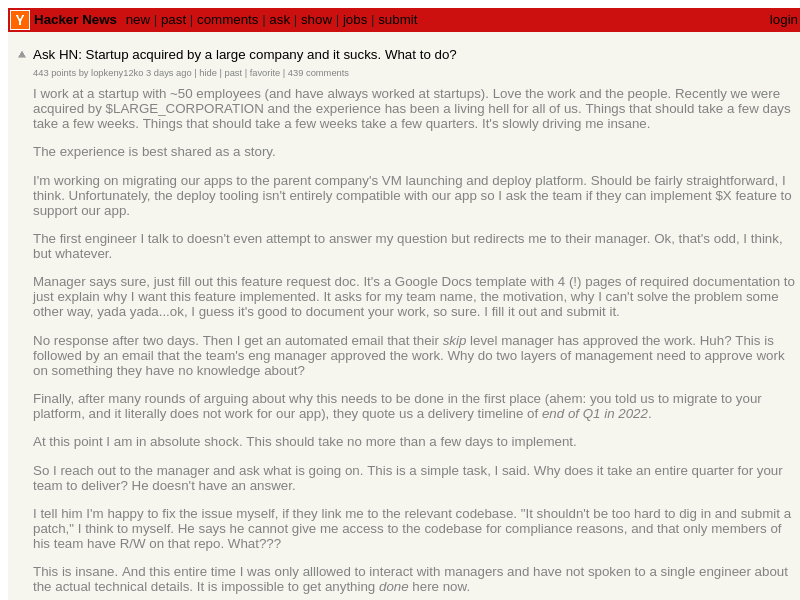 Y Hacker News new | past | comments | ask | show | jobs | submit login
Ask HN: Startup acquired by a large company and it sucks. What to do?
443 points by lopkeny12ko 3 days ago | hide | past | favorite | 439 comments
I work at a startup with ~50 employees (and have always worked at startups). Love the work and the people. Recently we were
acquired by $LARGE_CORPORATION and the experience has been a living hell for all of us. Things that should take a few days
take a few weeks. Things that should take a few weeks take a few quarters. It's slowly driving me insane.
The experience is best shared as a story.
I'm working on migrating our apps to the parent company's VM launching and deploy platform. Should be fairly straightforward, I
think. Unfortunately, the deploy tooling isn't entirely compatible with our app so I ask the team if they can implement $X feature to
support our app.
The first engineer I talk to doesn't even attempt to answer my question but redirects me to their manager. Ok, that's odd, I think,
but whatever.
Manager says sure, just fill out this feature request doc. It's a Google Docs template with 4 (!) pages of required documentation to
just explain why I want this feature implemented. It asks for my team name, the motivation, why I can't solve the problem some
other way, yada yada...ok, I guess it's good to document your work, so sure. I fill it out and submit it.
No response after two days. Then I get an automated email that their skip level manager has approved the work. Huh? This is
followed by an email that the team's eng manager approved the work. Why do two layers of management need to approve work
on something they have no knowledge about?
Finally, after many rounds of arguing about why this needs to be done in the first place (ahem: you told us to migrate to your
platform, and it literally does not work for our app), they quote us a delivery timeline of end of Q1 in 2022.
At this point I am in absolute shock. This should take no more than a few days to implement.
So I reach out to the manager and ask what is going on. This is a simple task, I said. Why does it take an entire quarter for your
team to deliver? He doesn't have an answer.
I tell him I'm happy to fix the issue myself, if they link me to the relevant codebase. "It shouldn't be too hard to dig in and submit a
patch," I think to myself. He says he cannot give me access to the codebase for compliance reasons, and that only members of
his team have R/W on that repo. What???
This is insane. And this entire time I was only alllowed to interact with managers and have not spoken to a single engineer about
the actual technical details. It is impossible to get anything done here now.